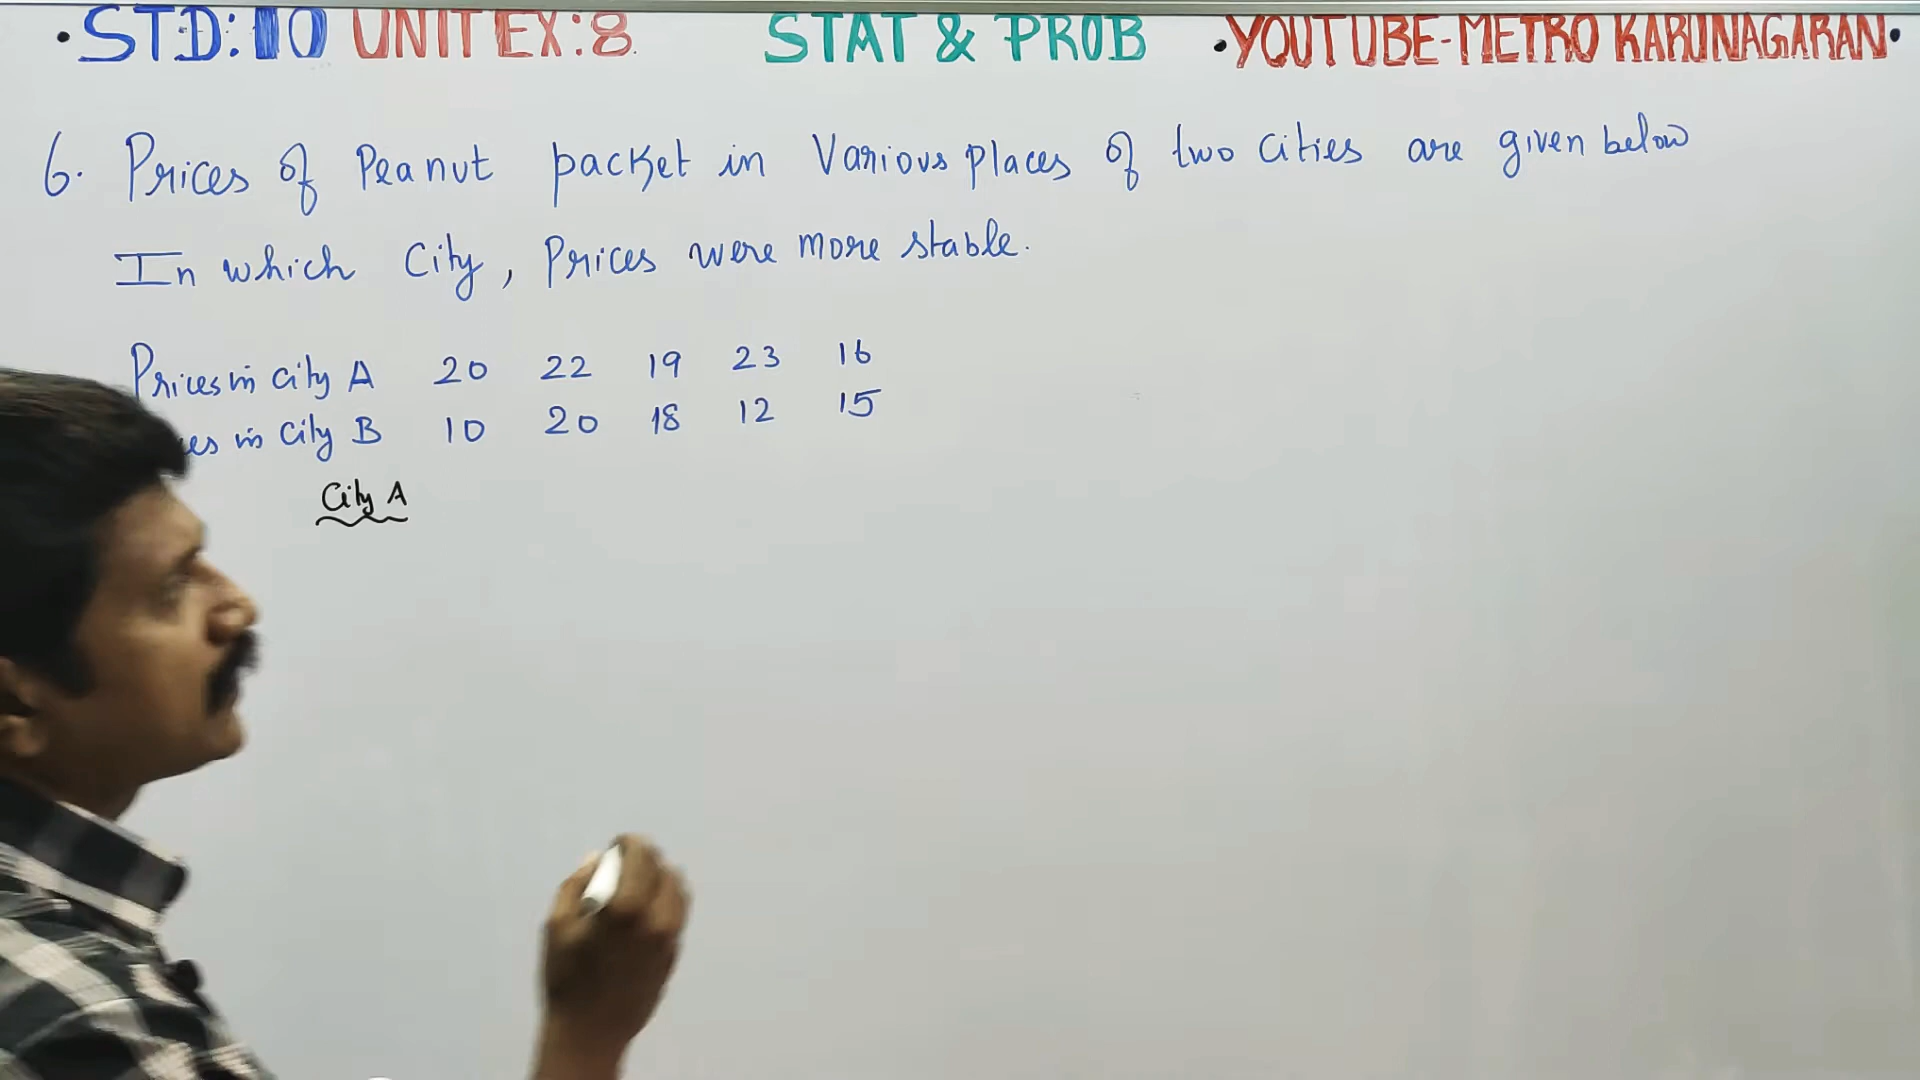 •STD:10 UNIT EX:8 STAT & PROB •YOUTUBE-METRO KARUNAGARAN•
6. Prices of Peanut packet in Various places of two cities are given below
In which City, Prices were more stable.
Prices in city A 20 22 19 23 16
es in City B 10 20 18 12 15
City A